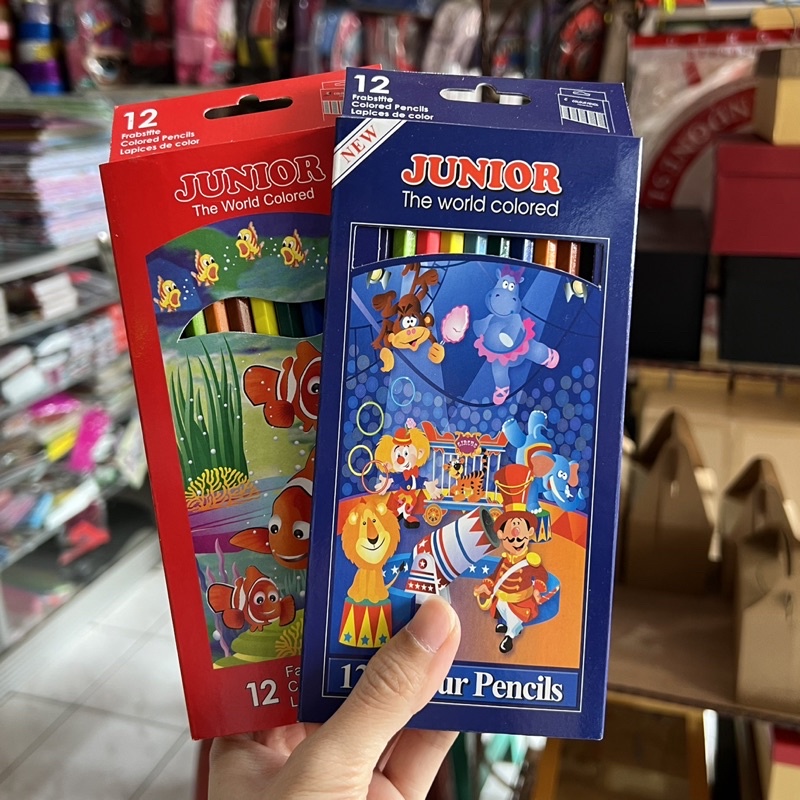 12
Frabstifte
Colored Pencils
Lapices de color
JUNIOR
The World Colored
12
12
Frabstifte
Colored Pencils
Lapices de color
NEW
JUNIOR
The world colored
CIRCUS
Pencils